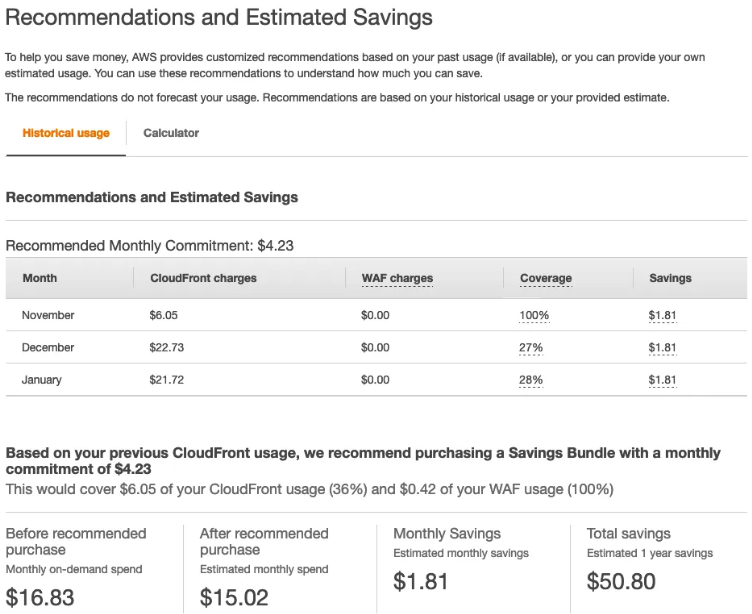 Recommendations and Estimated Savings
To help you save money, AWS provides customized recommendations based on your past usage (if available), or you can provide your own
estimated usage. You can use these recommendations to understand how much you can save.
The recommendations do not forecast your usage. Recommendations are based on your historical usage or your provided estimate.
Historical usage Calculator
Recommendations and Estimated Savings
Recommended Monthly Commitment: $4.23
Month CloudFront charges WAF charges Coverage Savings
November $6.05 $0.00 100% $1.81
December $22.73 $0.00 27% $1.81
January $21.72 $0.00 28% $1.81
Based on your previous CloudFront usage, we recommend purchasing a Savings Bundle with a monthly
commitment of $4.23
This would cover $6.05 of your CloudFront usage (36%) and $0.42 of your WAF usage (100%)
Before recommended
purchase
Monthly on-demand spend
$16.83
After recommended
purchase
Estimated monthly spend
$15.02
Monthly Savings
Estimated monthly savings
$1.81
Total savings
Estimated 1 year savings
$50.80